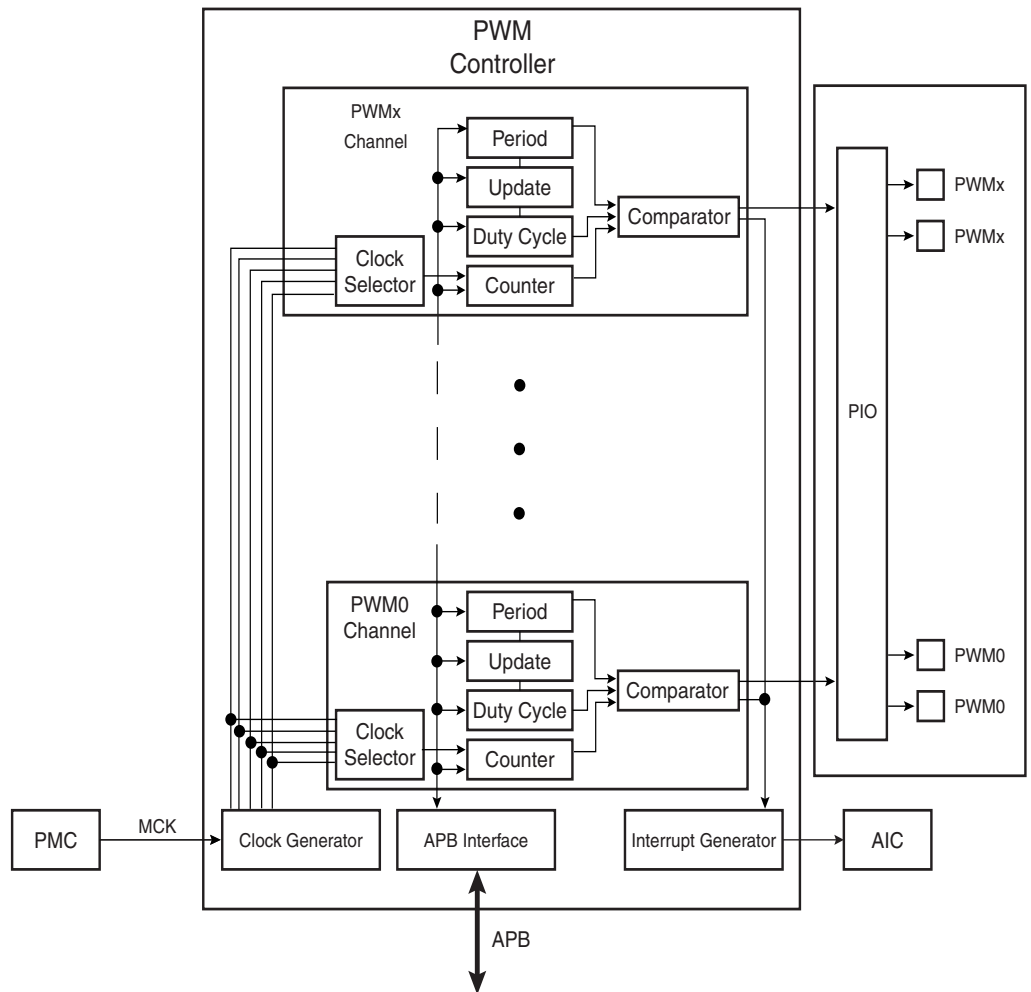 PWM
Controller
PWMx
Channel
Period
Update
Duty Cycle
Comparator
Clock
Selector
Counter
PIO
PWMx
PWMx
PWM0
Channel
Period
Update
Duty Cycle
Comparator
Clock
Selector
Counter
PWM0
PWM0
PMC
MCK
Clock Generator
APB Interface
Interrupt Generator
AIC
APB